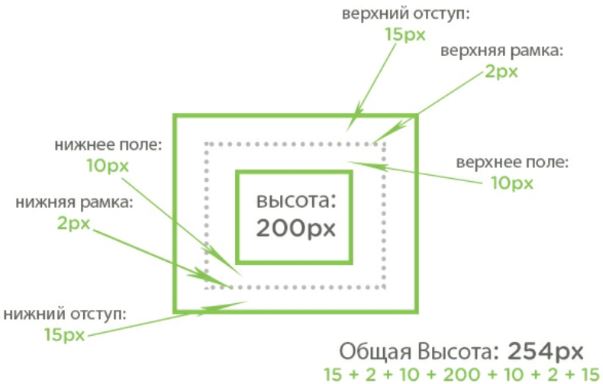 верхний отступ:
15px
верхняя рамка:
2px
нижнее поле:
10px
верхнее поле:
10px
нижняя рамка:
2px
высота:
200px
нижний отступ:
15px
Общая Высота: 254px
15 + 2 + 10 + 200 + 10 + 2 + 15